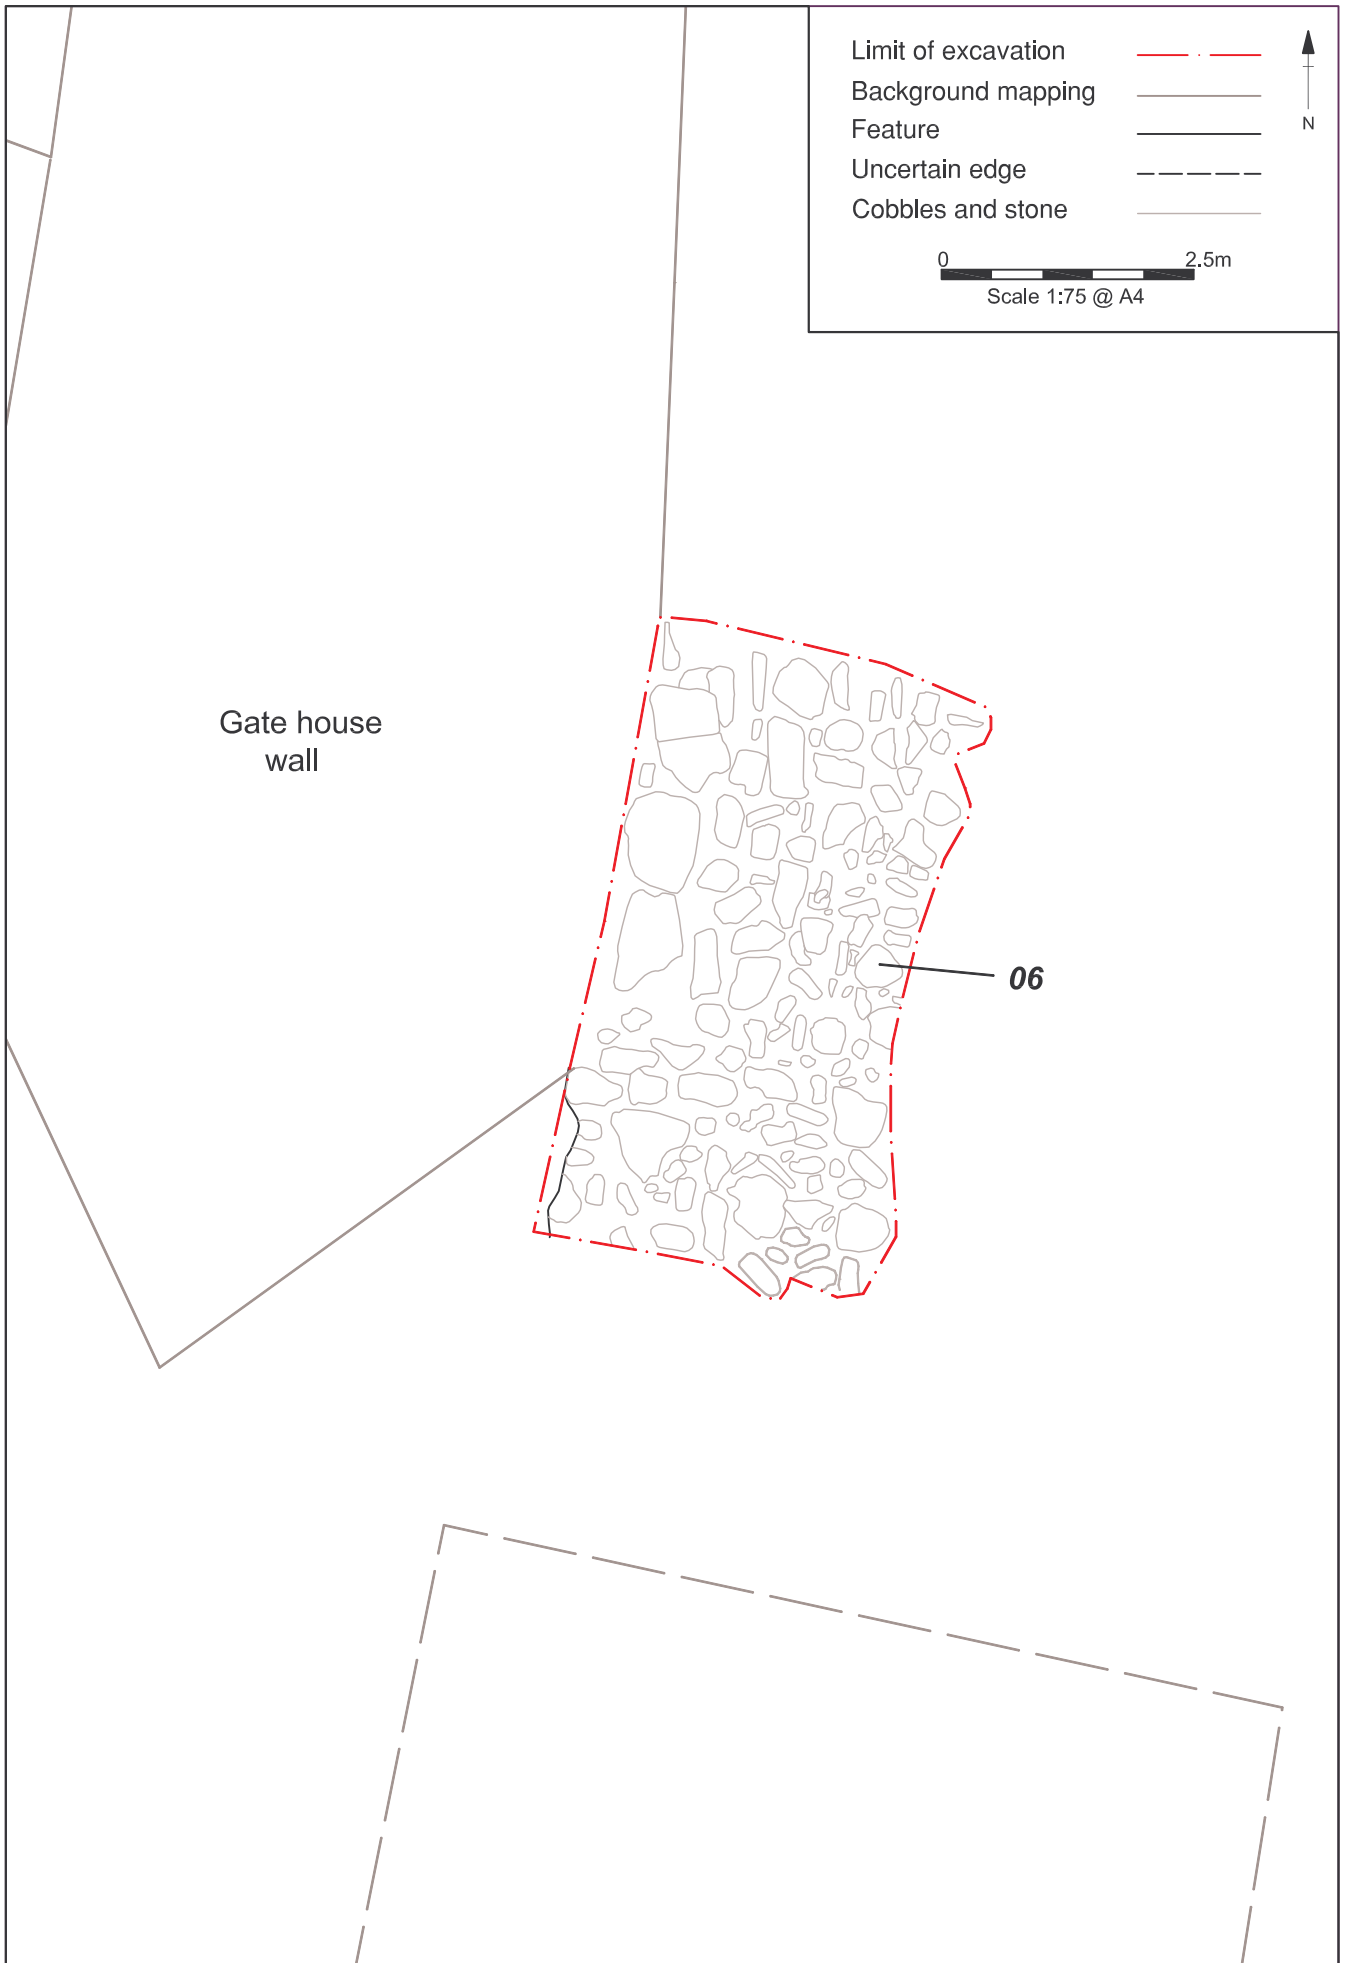 Limit of excavation
Background mapping
Feature
Uncertain edge
Cobbles and stone
N
0 2.5m
Scale 1:75 @ A4
Gate house
wall
06